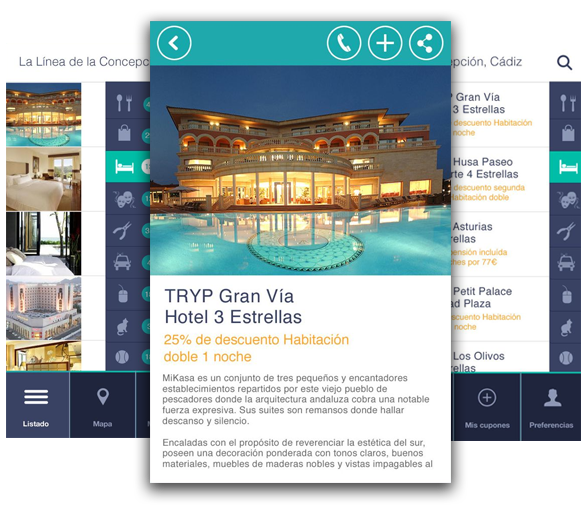 La Línea de la Concepc
epción, Cádiz
TRYP Gran Vía
Hotel 3 Estrellas
25% de descuento Habitación
doble 1 noche
MiKasa es un conjunto de tres pequeños y encantadores
establecimientos repartidos por este viejo pueblo de
pescadores donde la arquitectura andaluza cobra una notable
fuerza expresiva. Sus suites son remansos donde hallar
descanso y silencio.
Encaladas con el propósito de reverenciar la estética del sur,
poseen una decoración ponderada con tonos claros, buenos
materiales, muebles de maderas nobles y vistas impagables al
Gran Vía
3 Estrellas
descuento Habitación
noche
Husa Paseo
rte 4 Estrellas
descuento segunda
Habitación doble
Asturias
rellas
ensión incluída
hes por 77€
Petit Palace
ad Plaza
descuento Habitación
noche
Los Olivos
rellas
Listado
Mapa
Mis cupones
Preferencias